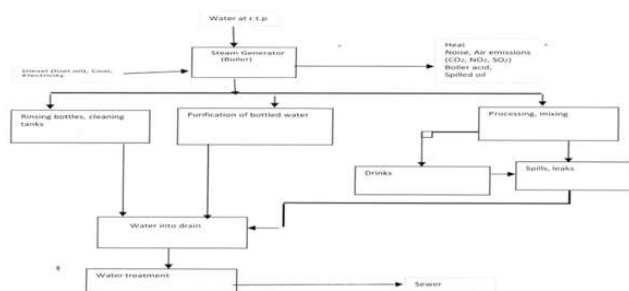 Water at r.t.p
Steam Generator
(Boiler)
Diesel (fuel oil), Coal,
Electricity
Heat
Noise, Air emissions
(CO₂, NO₂, SO₂)
Boiler acid,
Spilled oil
Rinsing bottles, cleaning
tanks
Purification of bottled water
Processing, mixing
Drinks
Spills, leaks
Water into drain
Water treatment
Sewer